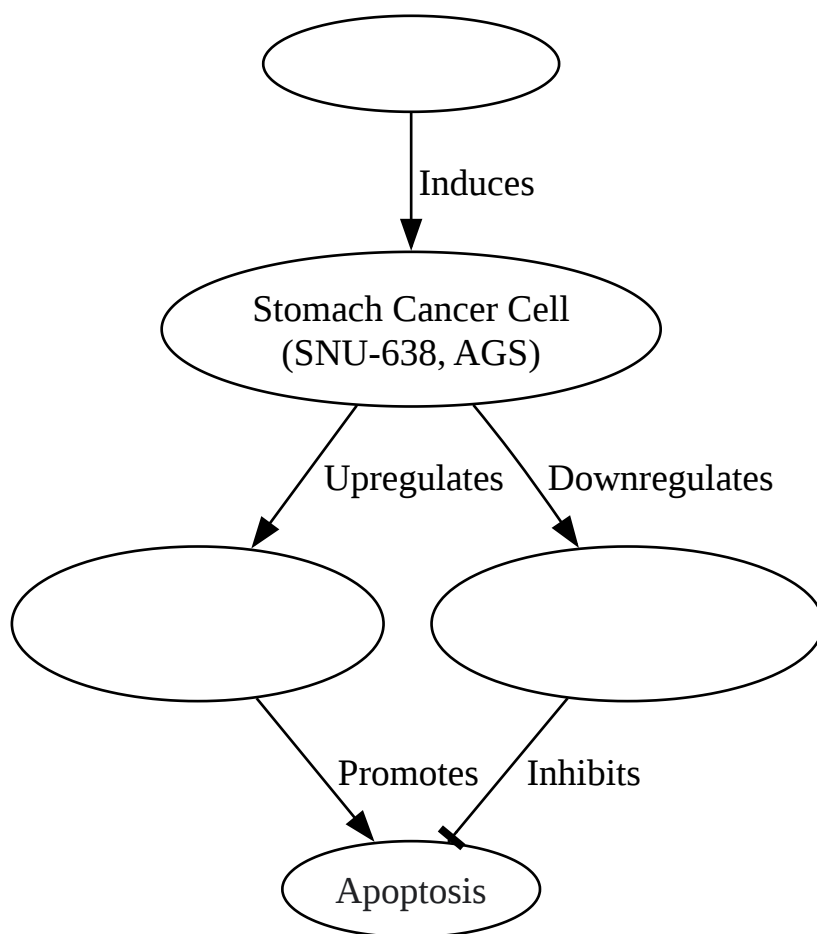 Induces
Stomach Cancer Cell
(SNU-638, AGS)
Upregulates
Downregulates
Promotes
Inhibits
Apoptosis